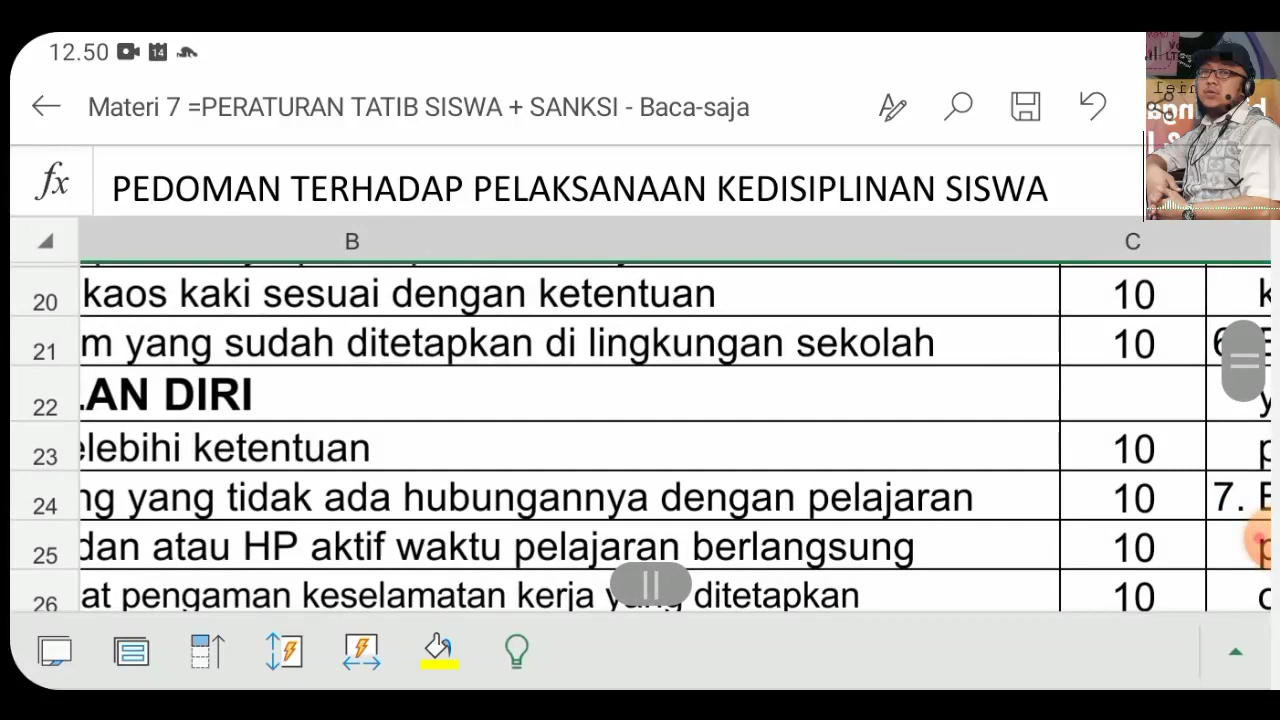 12.50
14
Materi 7 =PERATURAN TATIB SISWA + SANKSI - Baca-saja
fx PEDOMAN TERHADAP PELAKSANAAN KEDISIPLINAN SISWA
B C
20 kaos kaki sesuai dengan ketentuan 10
21 m yang sudah ditetapkan di lingkungan sekolah 10
22 AN DIRI
23 elebihi ketentuan 10
24 ng yang tidak ada hubungannya dengan pelajaran 10 7.
25 dan atau HP aktif waktu pelajaran berlangsung 10
26 at pengaman keselamatan kerja ditetapkan 10